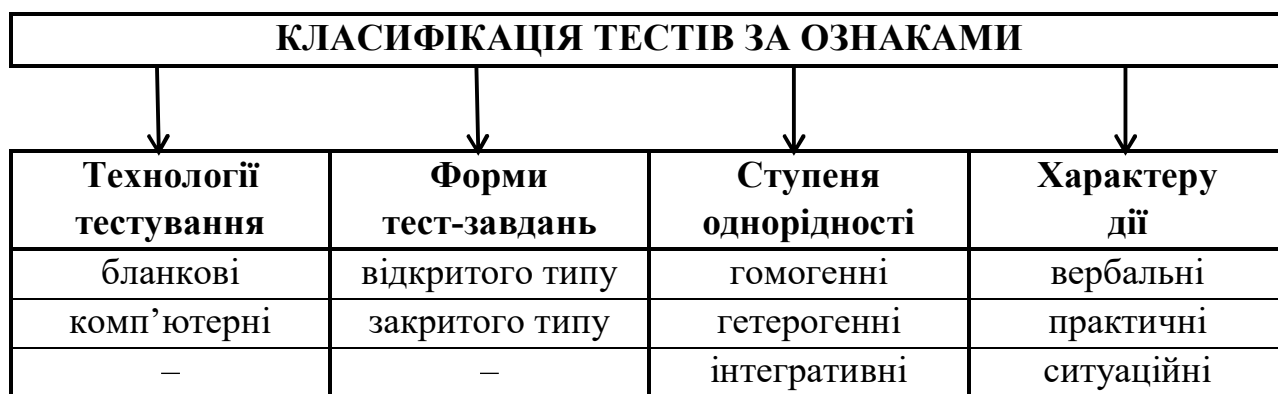 КЛАСИФІКАЦІЯ ТЕСТІВ ЗА ОЗНАКАМИ
Технології тестування | Форми тест-завдань | Ступеня однорідності | Характеру дії
бланкові | відкритого типу | гомогенні | вербальні
комп’ютерні | закритого типу | гетерогенні | практичні
– | – | інтегративні | ситуаційні